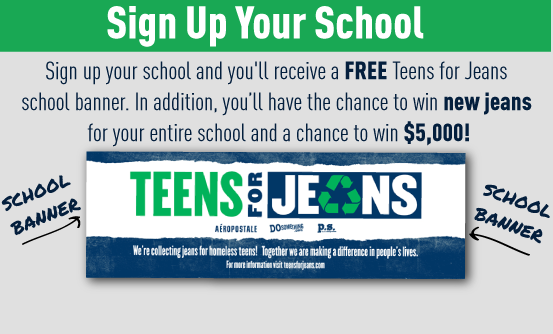 Sign Up Your School
Sign up your school and you'll receive a FREE Teens for Jeans
school banner. In addition, you'll have the chance to win new jeans
for your entire school and a chance to win $5,000!
SCHOOL
BANNER
TEENS FOR JEANS
AÉROPOSTALE DOSOMETHING p.s.
We're collecting jeans for homeless teens! Together we are making a difference in people's lives.
For more information visit teensforjeans.com
SCHOOL
BANNER